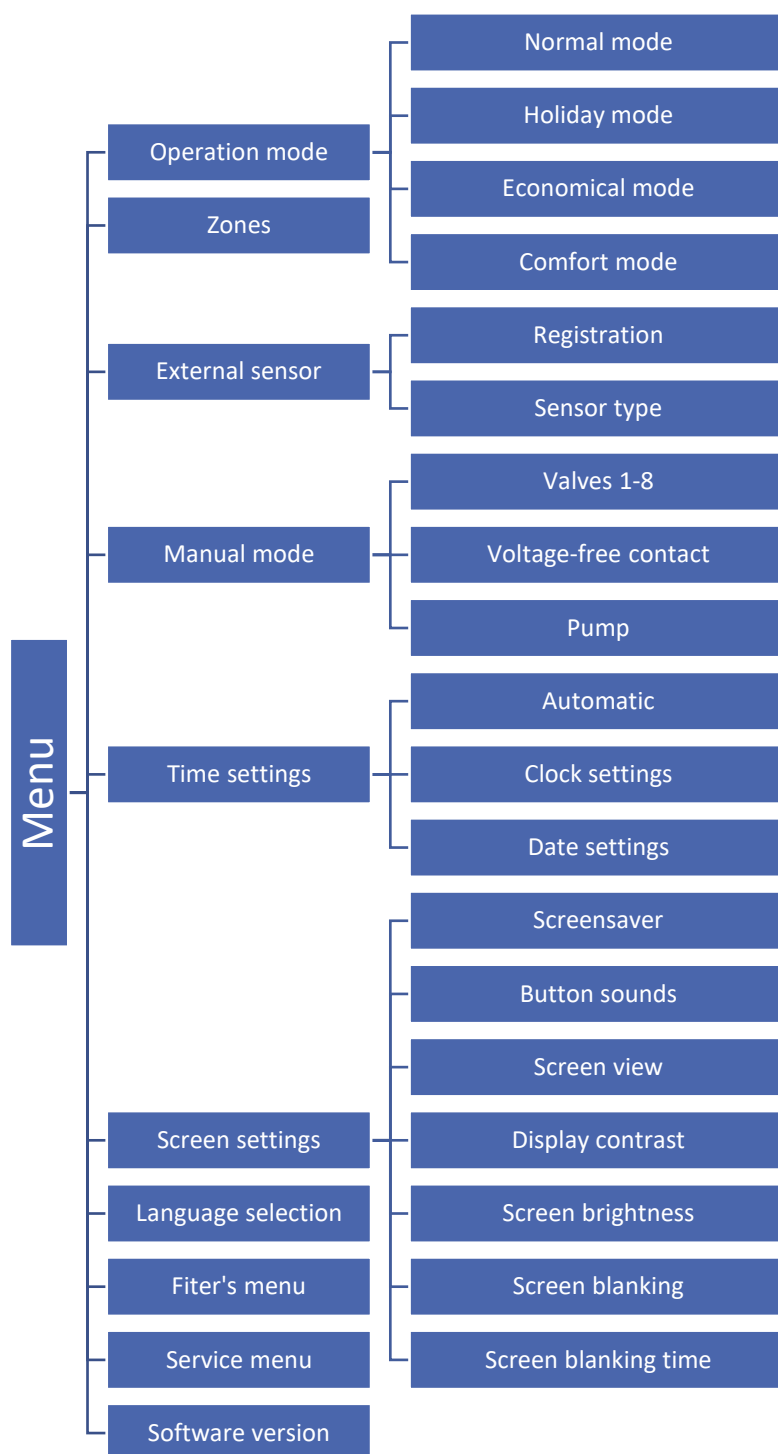 Menu
Operation mode
Normal mode
Holiday mode
Economical mode
Comfort mode
Zones
External sensor
Registration
Sensor type
Manual mode
Valves 1-8
Voltage-free contact
Pump
Time settings
Automatic
Clock settings
Date settings
Screen settings
Screensaver
Button sounds
Screen view
Display contrast
Screen brightness
Screen blanking
Screen blanking time
Language selection
Fiter's menu
Service menu
Software version